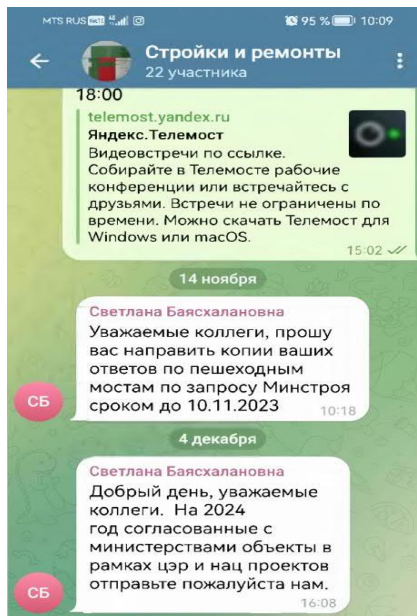 MTS RUS 95 % 10:09
Стройки и ремонты
22 участника
18:00
telemost.yandex.ru
Яндекс.Телемост
Видеовстречи по ссылке.
Собирайте в Телемосте рабочие
конференции или встречайтесь с
друзьями. Встречи не ограничены по
времени. Можно скачать Телемост для
Windows или macOS.
15:02
14 ноября
Светлана Баясхалановна
Уважаемые коллеги, прошу
вас направить копии ваших
ответов по пешеходным
мостам по запросу Минстроя
сроком до 10.11.2023
10:18
СБ
4 декабря
Светлана Баясхалановна
Добрый день, уважаемые
коллеги. На 2024
год согласованные с
министерствами объекты в
рамках цэр и нац проектов
отправьте пожалуйста нам.
16:08
СБ